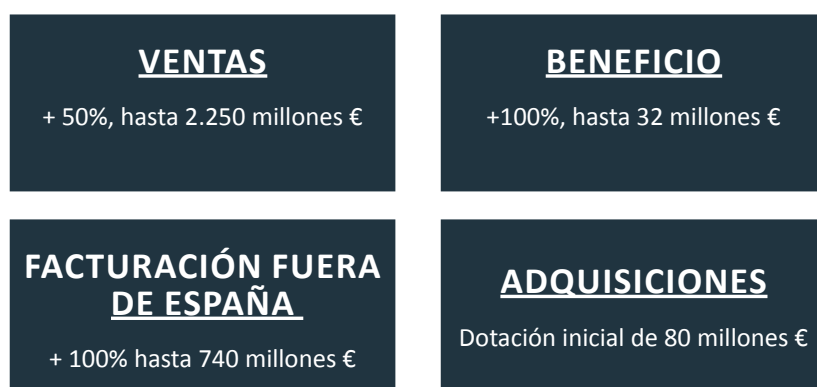 VENTAS
+ 50%, hasta 2.250 millones €
BENEFICIO
+100%, hasta 32 millones €
FACTURACIÓN FUERA
DE ESPAÑA
+ 100% hasta 740 millones €
ADQUISICIONES
Dotación inicial de 80 millones €